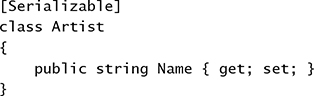 [Serializable]
class Artist
{
    public string Name { get; set; }
}